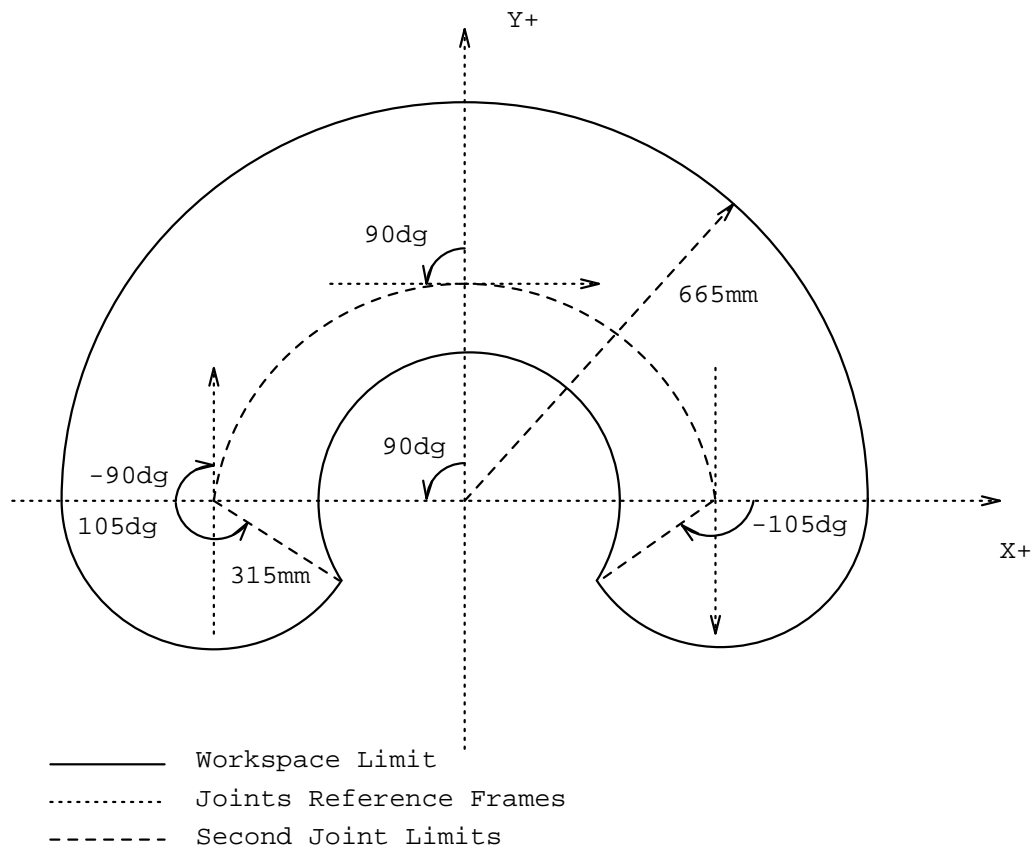 Y+
90dg
665mm
90dg
-90dg
105dg
-105dg
X+
315mm
Workspace Limit
Joints Reference Frames
Second Joint Limits